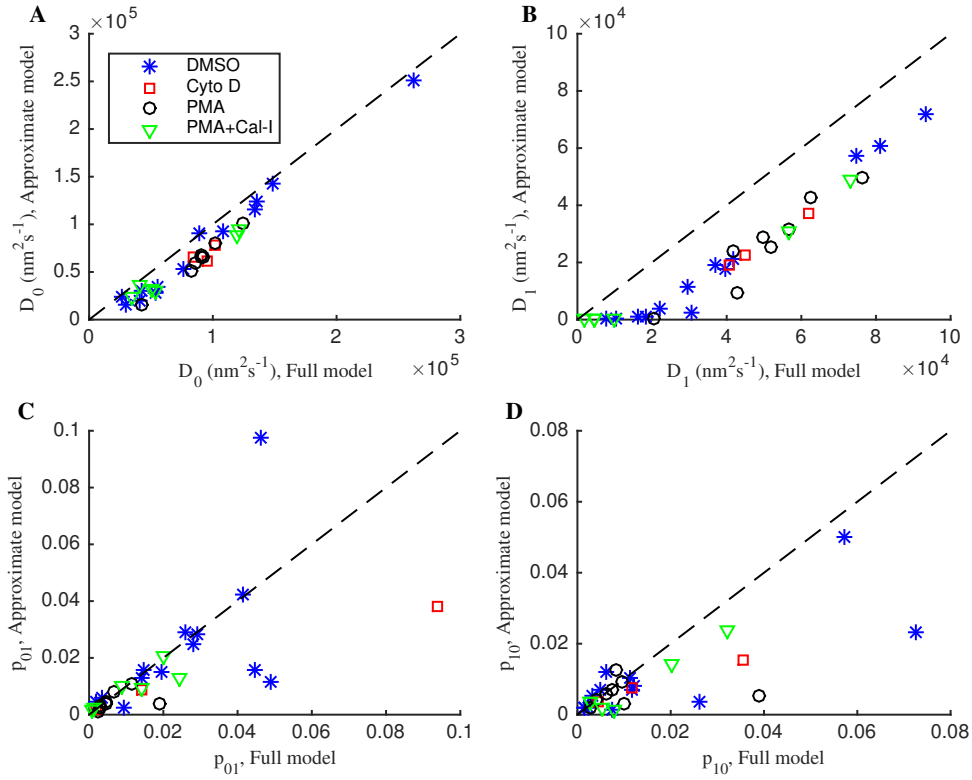 A
×10^5
3
2.5
2
1.5
1
0.5
0
0 1 2 3
D_0 (nm^2 s^-1), Approximate model
D_0 (nm^2s^-1), Full model
×10^5
DMSO
Cyto D
PMA
PMA+Cal-I
B
×10^4
10
8
6
4
2
0
0 2 4 6 8 10
D_1 (nm^2 s^-1), Approximate model
D_1 (nm^2s^-1), Full model
×10^4
C
0.1
0.08
0.06
0.04
0.02
0
0 0.02 0.04 0.06 0.08 0.1
p_01, Approximate model
p_01, Full model
D
0.08
0.06
0.04
0.02
0
0 0.02 0.04 0.06 0.08
p_10, Approximate model
p_10, Full model